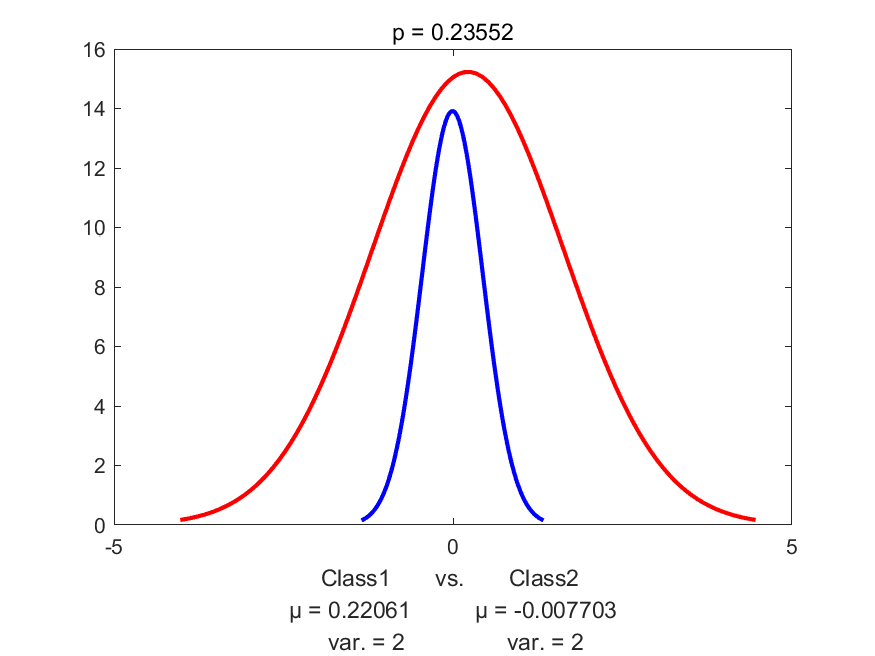 p = 0.23552
16
14
12
10
8
6
4
2
0
-5 0 5
Class1 vs. Class2
μ = 0.22061 μ = -0.007703
var. = 2 var. = 2